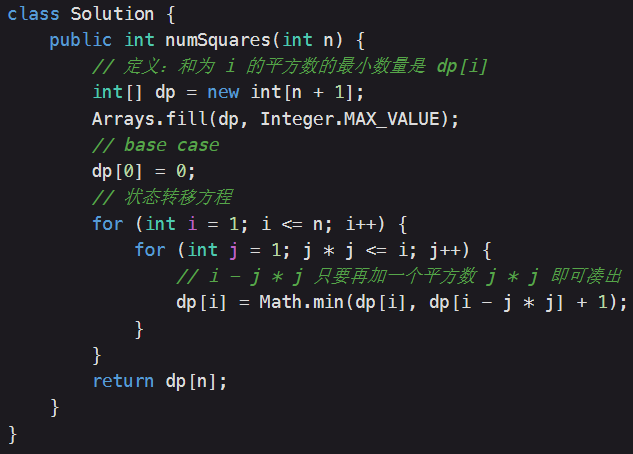 class Solution {
    public int numSquares(int n) {
        // 定义：和为 i 的平方数的最小数量是 dp[i]
        int[] dp = new int[n + 1];
        Arrays.fill(dp, Integer.MAX_VALUE);
        // base case
        dp[0] = 0;
        // 状态转移方程
        for (int i = 1; i <= n; i++) {
            for (int j = 1; j * j <= i; j++) {
                // i - j * j 只要再加一个平方数 j * j 即可凑出
                dp[i] = Math.min(dp[i], dp[i - j * j] + 1);
            }
        }
        return dp[n];
    }
}